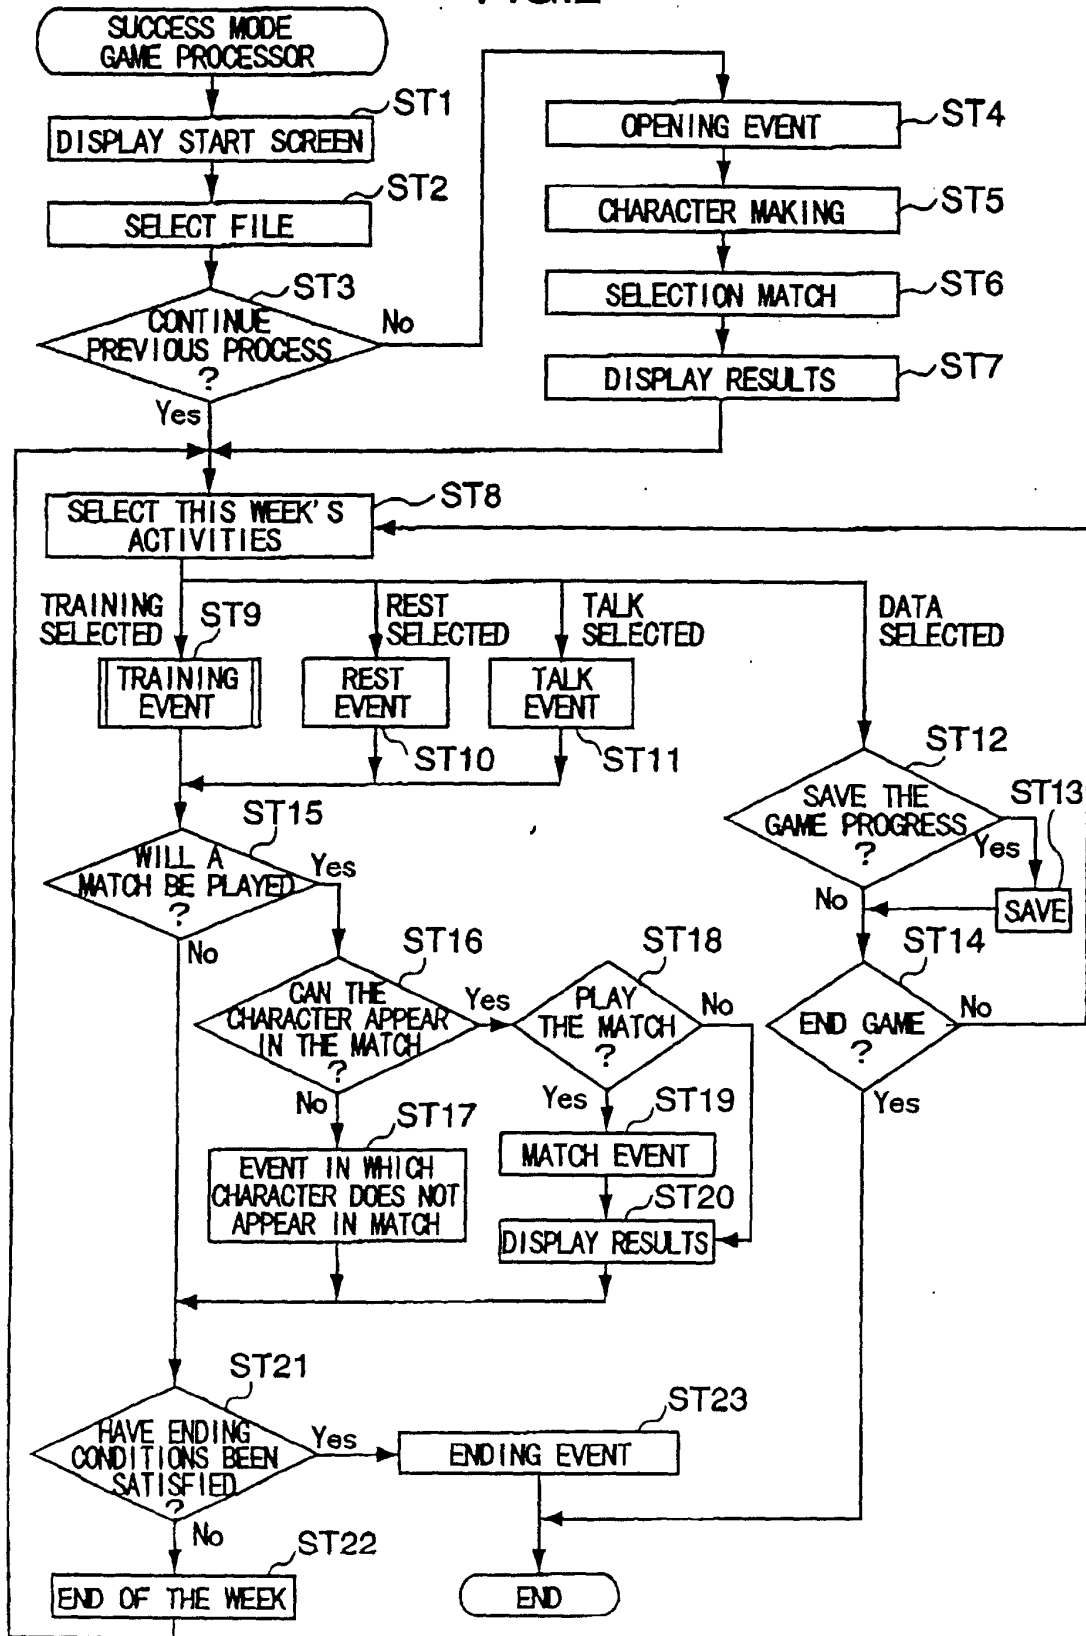 SUCCESS MODE
GAME PROCESSOR
ST1
DISPLAY START SCREEN
ST2
SELECT FILE
ST3
CONTINUE
PREVIOUS PROCESS
?
No
Yes
ST4
OPENING EVENT
ST5
CHARACTER MAKING
ST6
SELECTION MATCH
ST7
DISPLAY RESULTS
ST8
SELECT THIS WEEK'S
ACTIVITIES
TRAINING
SELECTED
ST9
REST
SELECTED
TALK
SELECTED
DATA
SELECTED
TRAINING
EVENT
REST
EVENT
TALK
EVENT
ST10
ST11
ST12
SAVE THE
GAME PROGRESS
?
Yes
No
ST13
SAVE
ST14
END GAME
?
No
Yes
ST15
WILL A
MATCH BE PLAYED
?
Yes
No
ST16
CAN THE
CHARACTER APPEAR
IN THE MATCH
?
Yes
No
ST17
EVENT IN WHICH
CHARACTER DOES NOT
APPEAR IN MATCH
ST18
PLAY
THE MATCH
?
No
Yes
ST19
MATCH EVENT
ST20
DISPLAY RESULTS
ST21
HAVE ENDING
CONDITIONS BEEN
SATISFIED
?
Yes
No
ST22
END OF THE WEEK
ST23
ENDING EVENT
END